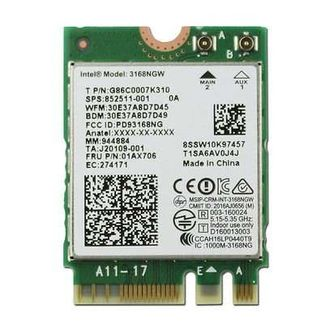 Intel® Model: 3168NGW
MAIN AUX
2 1
T P/N: G86C0007K310
SPS:852511-001 0A
WFM:30E37A8D7D45
BDM:30E37A8D7D49
FCC ID:PD93168NG
Anatel:XXXX-XX-XXXX
MM:944884
TA:J20109-001
FRU P/N:01AX706
EC:274171
8SSW10K97457
T1SA6AV0J4J
Made in China
MSIP-CRM-INT-3168NGW
CMIIT ID: 2016AJ0656 (M)
003-160024
5.15-5.35 GHz
D160013003
CCAH16LP0440T9
IC:1000M-3168NG
A11-17 E A